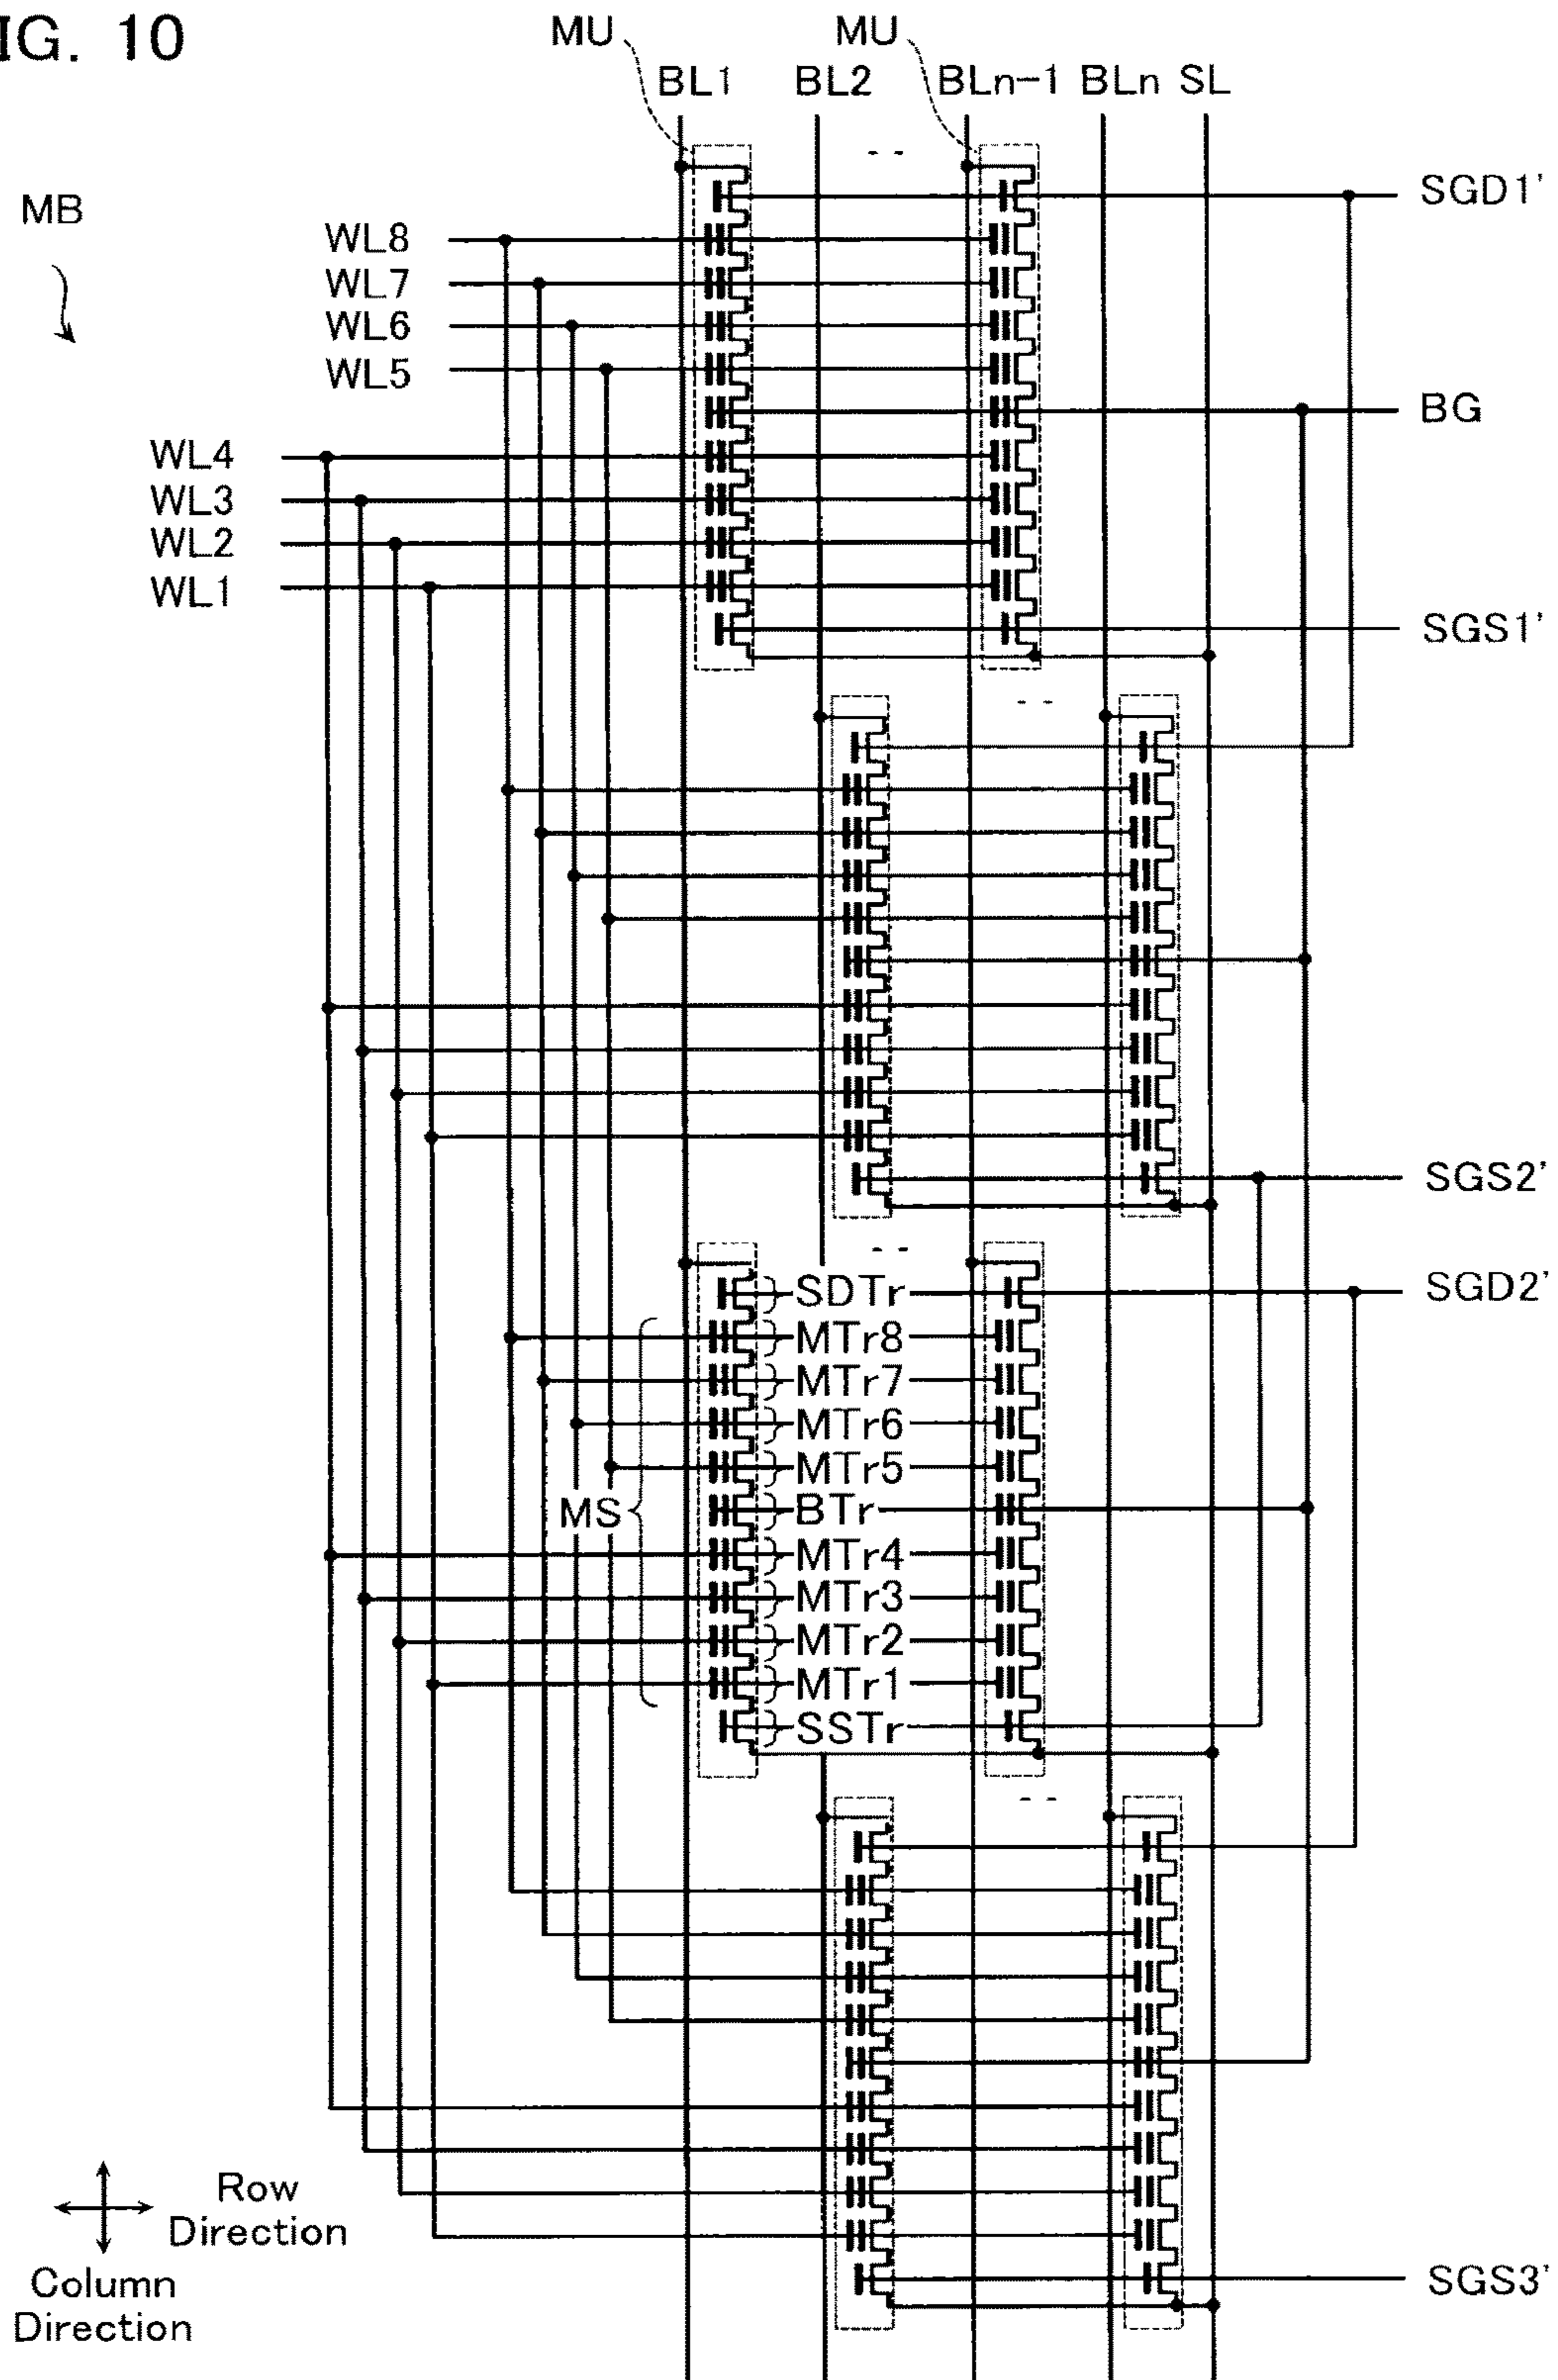 IG. 10
MU
MU
BL1
BL2
BLn-1
BLn
SL
SGD1'
MB
WL8
WL7
WL6
WL5
BG
WL4
WL3
WL2
WL1
SGS1'
SGS2'
SDTr
SGD2'
MTr8
MTr7
MTr6
MTr5
MS
BTr
MTr4
MTr3
MTr2
MTr1
SSTr
Row
Direction
Column
Direction
SGS3'